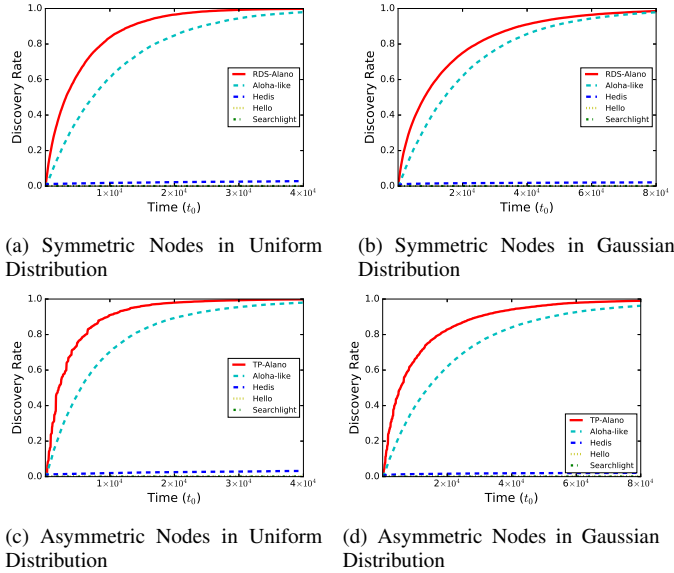 1.0
0.8
0.6
0.4
0.2
0.0
Discovery Rate
RDS-Alano
Aloha-like
Hedis
Hello
Searchlight
1×10⁴ 2×10⁴ 3×10⁴ 4×10⁴
Time (t₀)
1.0
0.8
0.6
0.4
0.2
0.0
Discovery Rate
RDS-Alano
Aloha-like
Hedis
Hello
Searchlight
2×10⁴ 4×10⁴ 6×10⁴ 8×10⁴
Time (t₀)
(a) Symmetric Nodes in Uniform
Distribution
(b) Symmetric Nodes in Gaussian
Distribution
1.0
0.8
0.6
0.4
0.2
0.0
Discovery Rate
TP-Alano
Aloha-like
Hedis
Hello
Searchlight
1×10⁴ 2×10⁴ 3×10⁴ 4×10⁴
Time (t₀)
1.0
0.8
0.6
0.4
0.2
0.0
Discovery Rate
TP-Alano
Aloha-like
Hedis
Hello
Searchlight
2×10⁴ 4×10⁴ 6×10⁴ 8×10⁴
Time (t₀)
(c) Asymmetric Nodes in Uniform
Distribution
(d) Asymmetric Nodes in Gaussian
Distribution